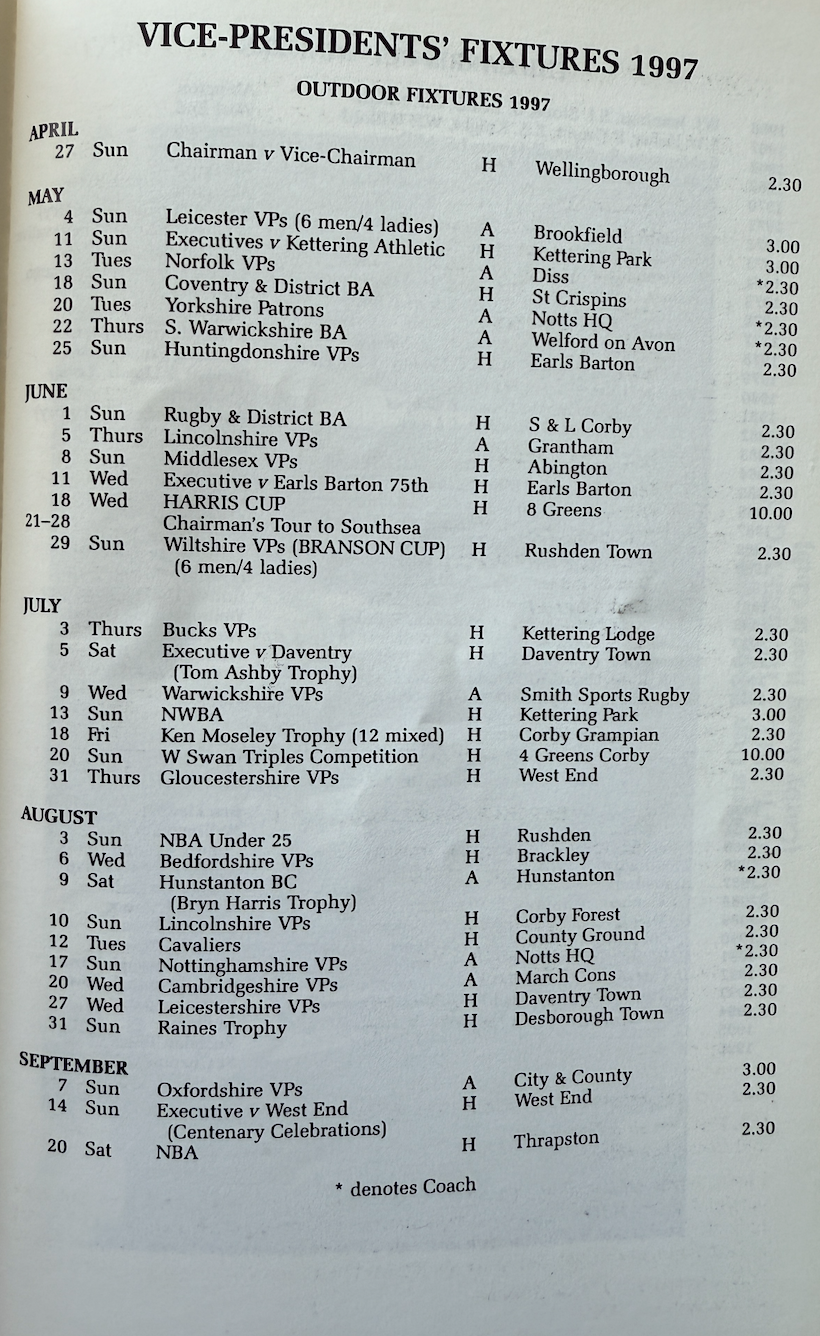 VICE-PRESIDENTS' FIXTURES 1997
OUTDOOR FIXTURES 1997
APRIL
27 Sun Chairman v Vice-Chairman H Wellingborough 2.30
MAY
4 Sun Leicester VPs (6 men/4 ladies) A Brookfield 3.00
11 Sun Executives v Kettering Athletic H Kettering Park 3.00
13 Tues Norfolk VPs A Diss *2.30
18 Sun Coventry & District BA H St Crispins 2.30
20 Tues Yorkshire Patrons A Notts HQ *2.30
22 Thurs S. Warwickshire BA A Welford on Avon *2.30
25 Sun Huntingdonshire VPs H Earls Barton 2.30
JUNE
1 Sun Rugby & District BA H S & L Corby 2.30
5 Thurs Lincolnshire VPs A Grantham 2.30
8 Sun Middlesex VPs H Abington 2.30
11 Wed Executive v Earls Barton 75th H Earls Barton 2.30
18 Wed HARRIS CUP H 8 Greens 10.00
21–28 Chairman's Tour to Southsea
29 Sun Wiltshire VPs (BRANSON CUP) H Rushden Town 2.30
(6 men/4 ladies)
JULY
3 Thurs Bucks VPs H Kettering Lodge 2.30
5 Sat Executive v Daventry H Daventry Town 2.30
(Tom Ashby Trophy)
9 Wed Warwickshire VPs A Smith Sports Rugby 2.30
13 Sun NWBA H Kettering Park 3.00
18 Fri Ken Moseley Trophy (12 mixed) H Corby Grampian 2.30
20 Sun W Swan Triples Competition H 4 Greens Corby 10.00
31 Thurs Gloucestershire VPs H West End 2.30
AUGUST
3 Sun NBA Under 25 H Rushden 2.30
6 Wed Bedfordshire VPs H Brackley 2.30
9 Sat Hunstanton BC A Hunstanton *2.30
(Bryn Harris Trophy)
10 Sun Lincolnshire VPs H Corby Forest 2.30
12 Tues Cavaliers H County Ground 2.30
17 Sun Nottinghamshire VPs A Notts HQ *2.30
20 Wed Cambridgeshire VPs A March Cons 2.30
27 Wed Leicestershire VPs H Daventry Town 2.30
31 Sun Raines Trophy H Desborough Town 2.30
SEPTEMBER
7 Sun Oxfordshire VPs A City & County 3.00
14 Sun Executive v West End H West End 2.30
(Centenary Celebrations)
20 Sat NBA H Thrapston 2.30
* denotes Coach